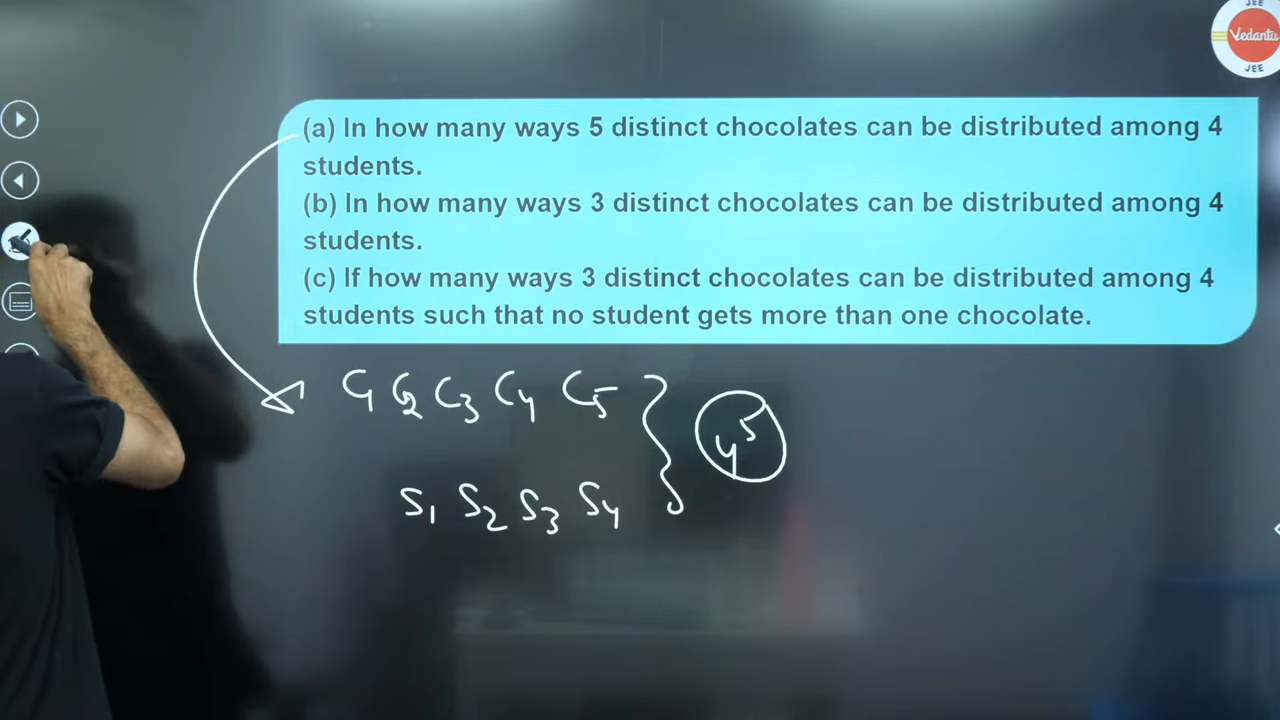 JEE
Vedantu
JEE
(a) In how many ways 5 distinct chocolates can be distributed among 4
students.
(b) In how many ways 3 distinct chocolates can be distributed among 4
students.
(c) If how many ways 3 distinct chocolates can be distributed among 4
students such that no student gets more than one chocolate.
C1 C2 C3 C4 C5
4^5
S1 S2 S3 S4